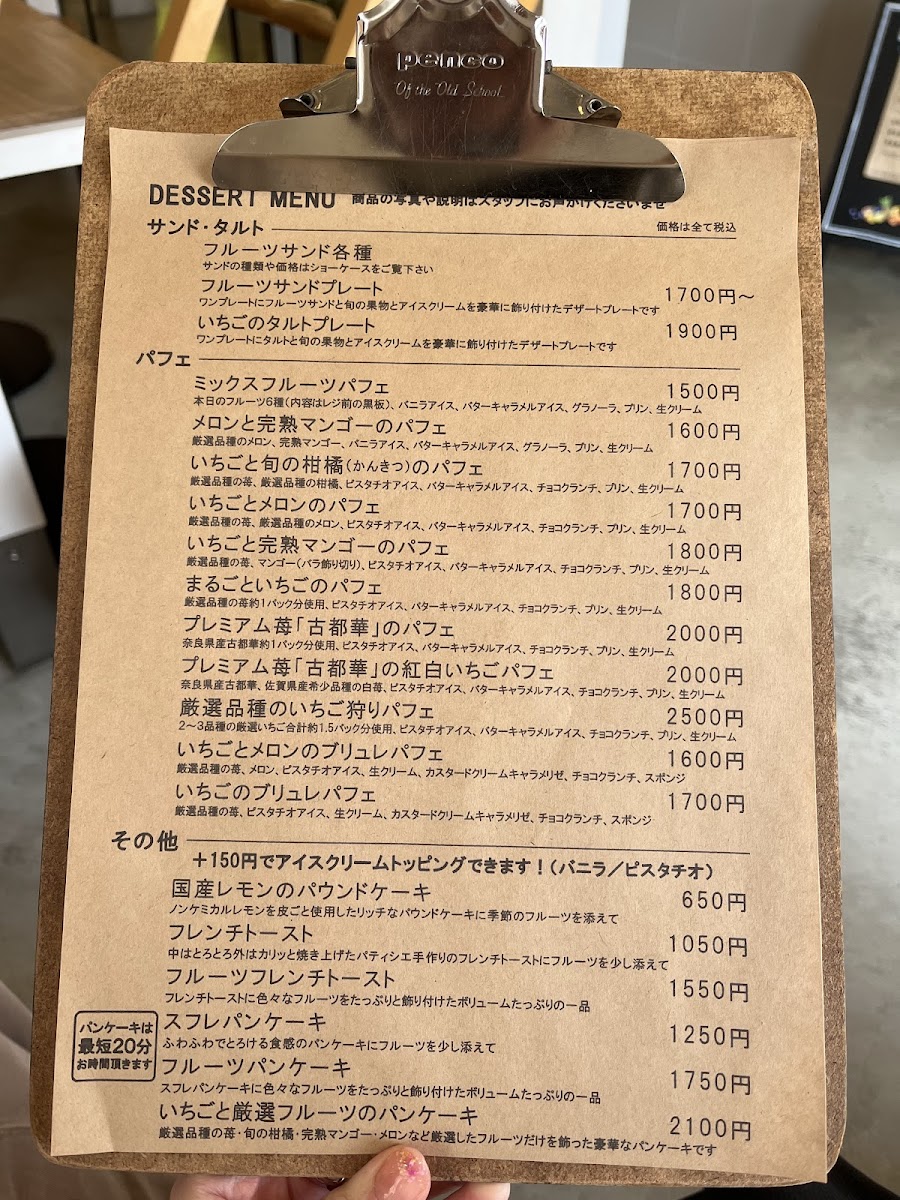 penco
Of the Old School
DESSERT MENU 商品の写真や説明はスタッフにお声がけくださいませ
サンド・タルト 価格は全て税込
フルーツサンド各種
サンドの種類や価格はショーケースをご覧下さい
フルーツサンドプレート 1700円～
ワンプレートにフルーツサンドと旬の果物とアイスクリームを豪華に飾り付けたデザートプレートです
いちごのタルトプレート 1900円
ワンプレートにタルトと旬の果物とアイスクリームを豪華に飾り付けたデザートプレートです
パフェ
ミックスフルーツパフェ 1500円
本日のフルーツ6種（内容はレジ前の黒板）、バニラアイス、バターキャラメルアイス、グラノーラ、プリン、生クリーム
メロンと完熟マンゴーのパフェ 1600円
厳選品種のメロン、完熟マンゴー、バニラアイス、バターキャラメルアイス、グラノーラ、プリン、生クリーム
いちごと旬の柑橘（かんきつ）のパフェ 1700円
厳選品種の苺、厳選品種の柑橘、ピスタチオアイス、バターキャラメルアイス、チョコクランチ、プリン、生クリーム
いちごとメロンのパフェ 1700円
厳選品種の苺、厳選品種のメロン、ピスタチオアイス、バターキャラメルアイス、チョコクランチ、プリン、生クリーム
いちごと完熟マンゴーのパフェ 1800円
厳選品種の苺、マンゴー（バラ飾り切り）、ピスタチオアイス、バターキャラメルアイス、チョコクランチ、プリン、生クリーム
まるごといちごのパフェ 1800円
厳選品種の苺約1パック分使用、ピスタチオアイス、バターキャラメルアイス、チョコクランチ、プリン、生クリーム
プレミアム苺「古都華」のパフェ 2000円
奈良県産古都華約1パック分使用、ピスタチオアイス、バターキャラメルアイス、チョコクランチ、プリン、生クリーム
プレミアム苺「古都華」の紅白いちごパフェ 2000円
奈良県産古都華、佐賀県産希少品種の白苺、ピスタチオアイス、バターキャラメルアイス、チョコクランチ、プリン、生クリーム
厳選品種のいちご狩りパフェ 2500円
2～3品種の厳選いちご合計約1.5パック分使用、ピスタチオアイス、バターキャラメルアイス、チョコクランチ、プリン、生クリーム
いちごとメロンのブリュレパフェ 1600円
厳選品種の苺、メロン、ピスタチオアイス、生クリーム、カスタードクリームキャラメリゼ、チョコクランチ、スポンジ
いちごのブリュレパフェ 1700円
厳選品種の苺、ピスタチオアイス、生クリーム、カスタードクリームキャラメリゼ、チョコクランチ、スポンジ
その他
＋150円でアイスクリームトッピングできます！（バニラ／ピスタチオ）
国産レモンのパウンドケーキ 650円
ノンケミカルレモンを皮ごと使用したリッチなパウンドケーキに季節のフルーツを添えて
フレンチトースト 1050円
中はとろとろ外はカリッと焼き上げたパティシエ手作りのフレンチトーストにフルーツを少し添えて
フルーツフレンチトースト 1550円
フレンチトーストに色々なフルーツをたっぷりと飾り付けたボリュームたっぷりの一品
パンケーキは
最短20分
お時間頂きます
スフレパンケーキ 1250円
ふわふわでとろける食感のパンケーキにフルーツを少し添えて
フルーツパンケーキ 1750円
スフレパンケーキに色々なフルーツをたっぷりと飾り付けたボリュームたっぷりの一品
いちごと厳選フルーツのパンケーキ 2100円
厳選品種の苺・旬の柑橘・完熟マンゴー・メロンなど厳選したフルーツだけを飾った豪華なパンケーキです